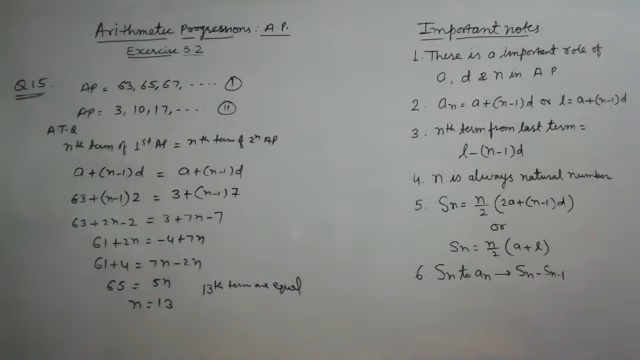 Arithmetic Progressions: A.P.
Exercise 5.2
Q15.
AP = 63, 65, 67, ..... I
AP = 3, 10, 17, ..... II
A.T.Q
nth term of 1st AP = nth term of 2n AP
a + (n-1)d = a + (n-1)d
63 + (n-1)2 = 3 + (n-1)7
63 + 2n - 2 = 3 + 7n - 7
61 + 2n = -4 + 7n
61 + 4 = 7n - 2n
65 = 5n 13th term are equal
n = 13
Important notes:
1. There is a important role of
a, d & n in A P.
2. an = a + (n-1)d or l = a + (n-1)d
3. nth term from last term =
l - (n-1)d
4. n is always natural number
5. Sn = n/2 (2a + (n-1)d)
or
Sn = n/2 (a + l)
6. Sn to an → Sn - Sn-1